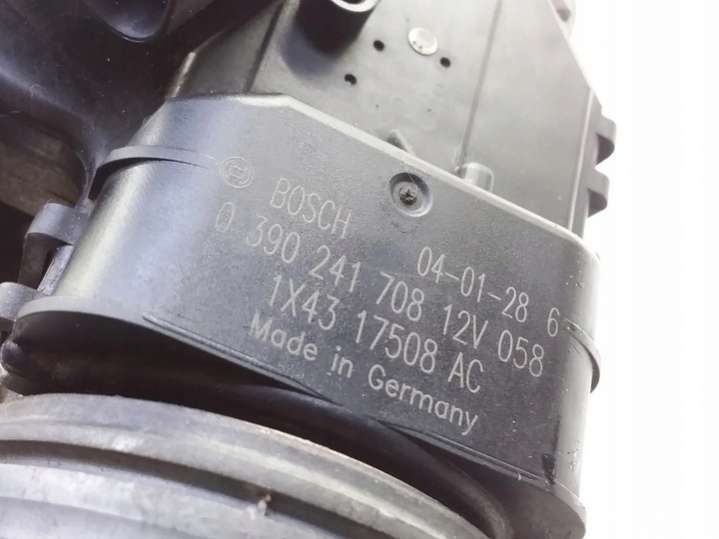 BOSCH 04-01-28 6
0 390 241 708 12V 058
1X43 17508 AC
Made in Germany